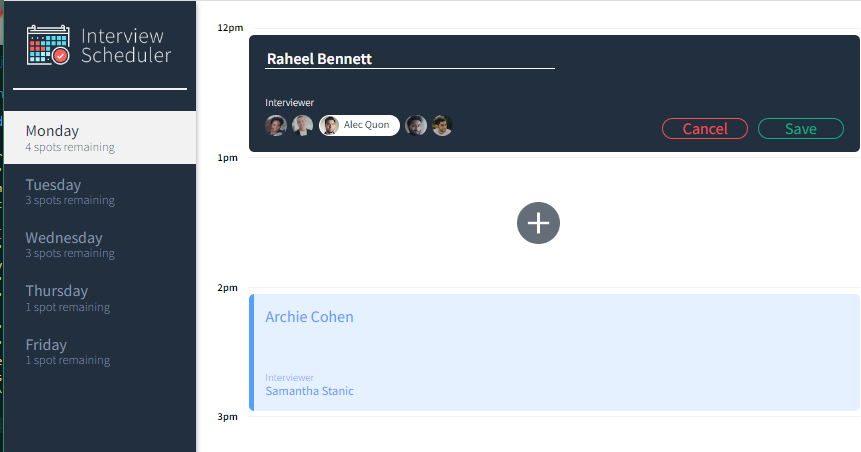 Interview
Scheduler
Monday
4 spots remaining
Tuesday
3 spots remaining
Wednesday
3 spots remaining
Thursday
1 spot remaining
Friday
1 spot remaining
12pm
Raheel Bennett
Interviewer
Alec Quon
Cancel
Save
1pm
2pm
Archie Cohen
Interviewer
Samantha Stanic
3pm